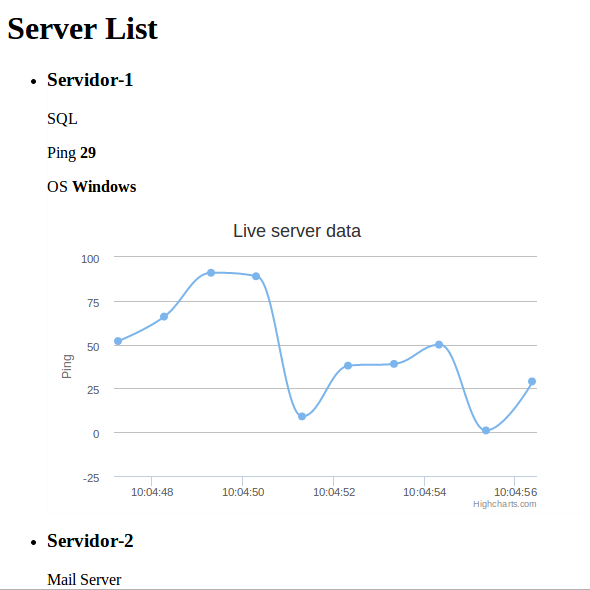 Server List
Servidor-1
SQL
Ping 29
OS Windows
Live server data
100
75
50
25
0
-25
Ping
10:04:48 10:04:50 10:04:52 10:04:54 10:04:56
Highcharts.com
Servidor-2
Mail Server